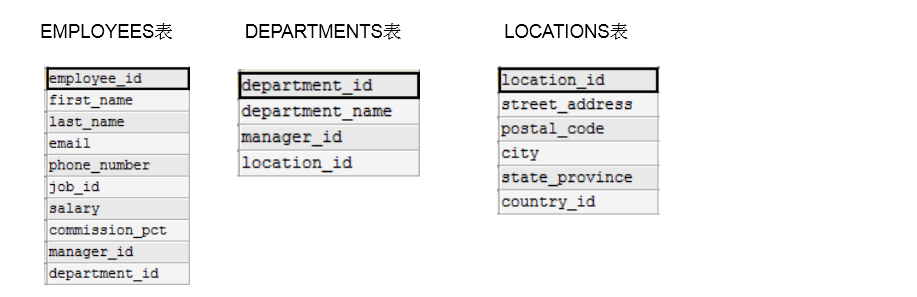 EMPLOYEES表
DEPARTMENTS表
LOCATIONS表
employee_id
first_name
last_name
email
phone_number
job_id
salary
commission_pct
manager_id
department_id
department_id
department_name
manager_id
location_id
location_id
street_address
postal_code
city
state_province
country_id